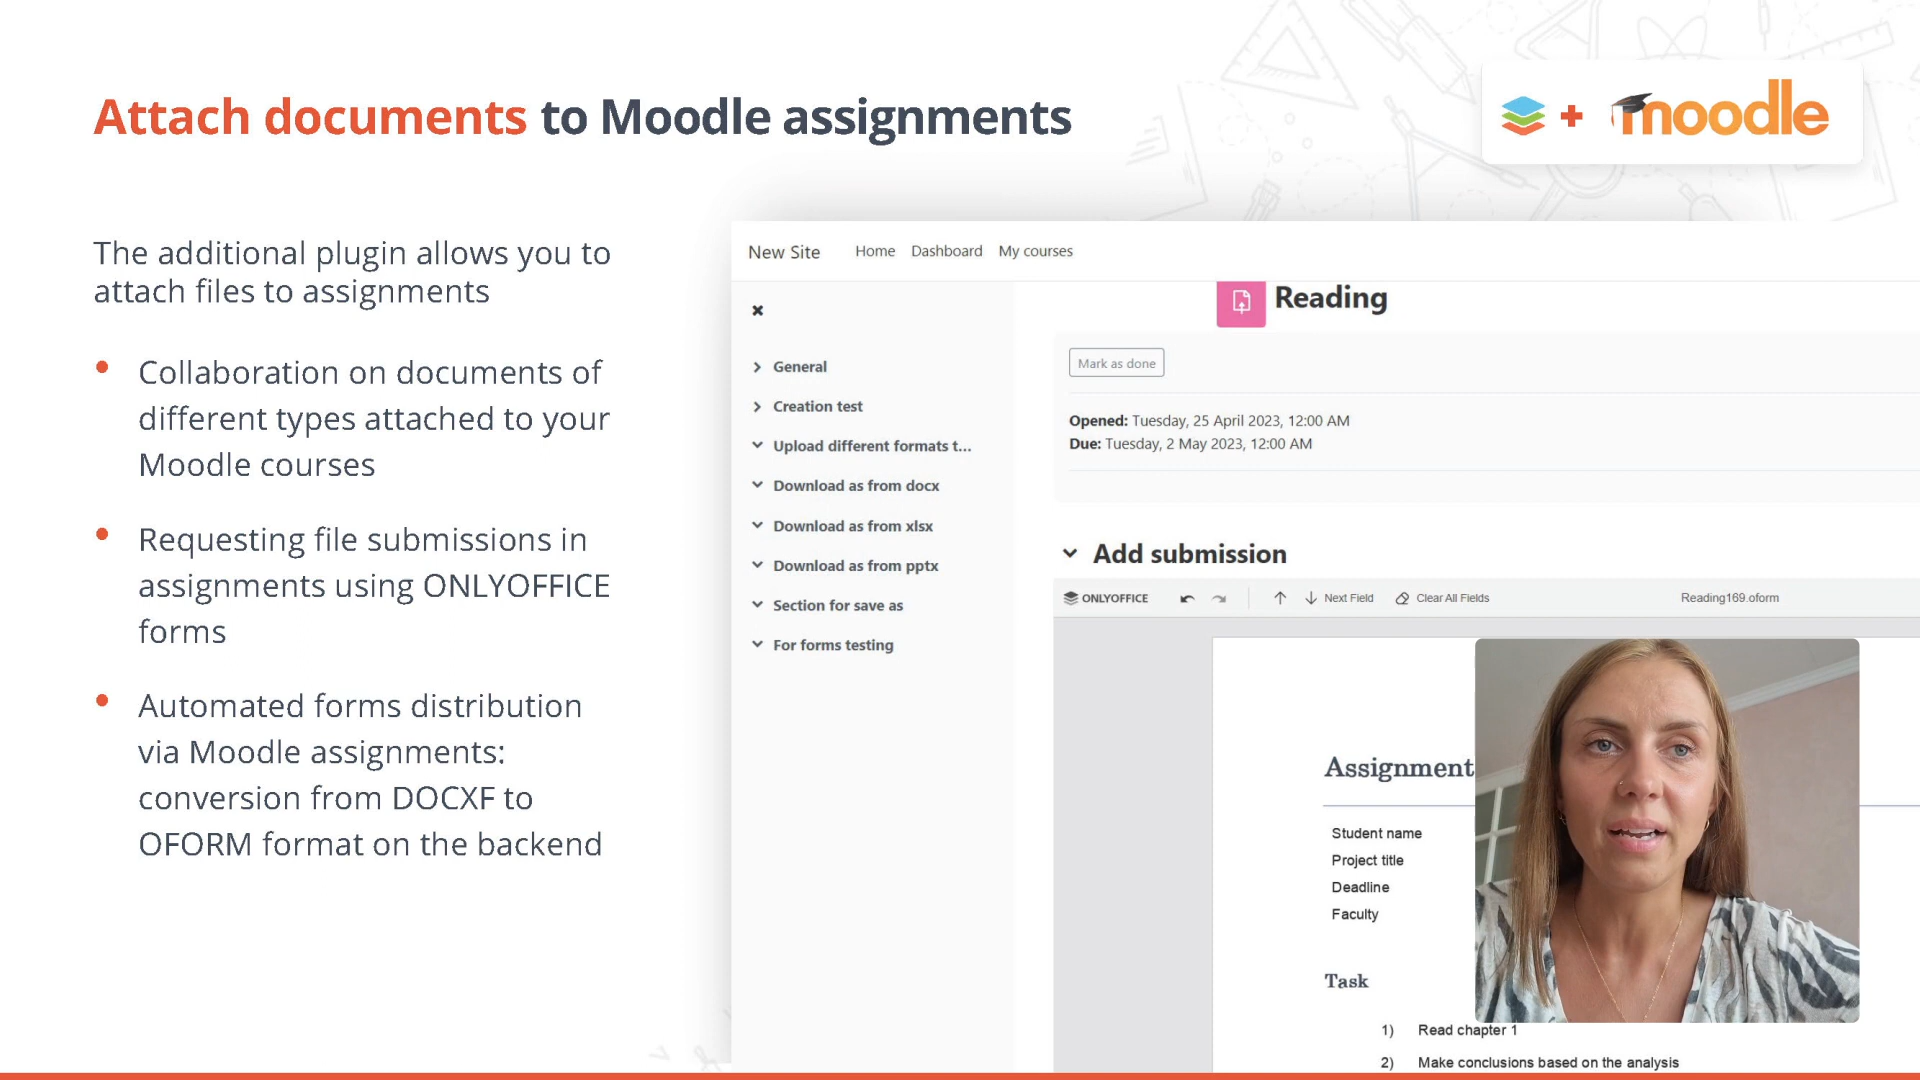 Attach documents to Moodle assignments
+ moodle
The additional plugin allows you to
attach files to assignments
• Collaboration on documents of
different types attached to your
Moodle courses
• Requesting file submissions in
assignments using ONLYOFFICE
forms
• Automated forms distribution
via Moodle assignments:
conversion from DOCXF to
OFORM format on the backend
New Site Home Dashboard My courses
General
Creation test
Upload different formats t...
Download as from docx
Download as from xlsx
Download as from pptx
Section for save as
For forms testing
Reading
Mark as done
Opened: Tuesday, 25 April 2023, 12:00 AM
Due: Tuesday, 2 May 2023, 12:00 AM
Add submission
ONLYOFFICE Next Field Clear All Fields Reading169.oform
Assignment
Student name
Project title
Deadline
Faculty
Task
1) Read chapter 1
2) Make conclusions based on the analysis